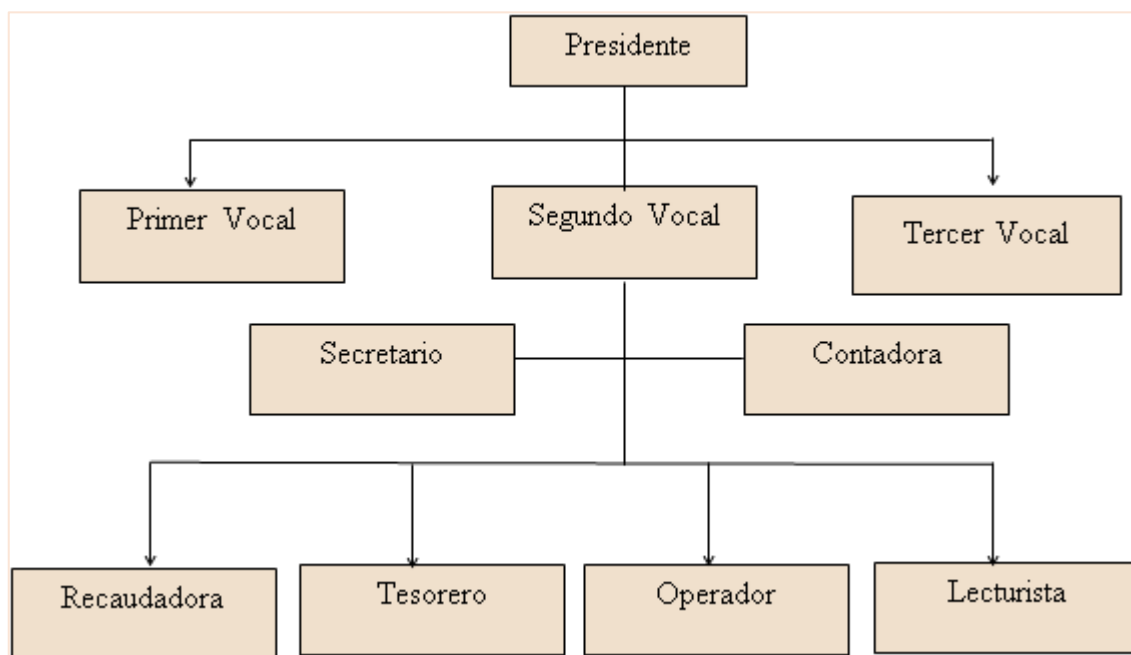 Presidente
Primer Vocal
Segundo Vocal
Tercer Vocal
Secretario
Contadora
Recaudadora
Tesorero
Operador
Lecturista